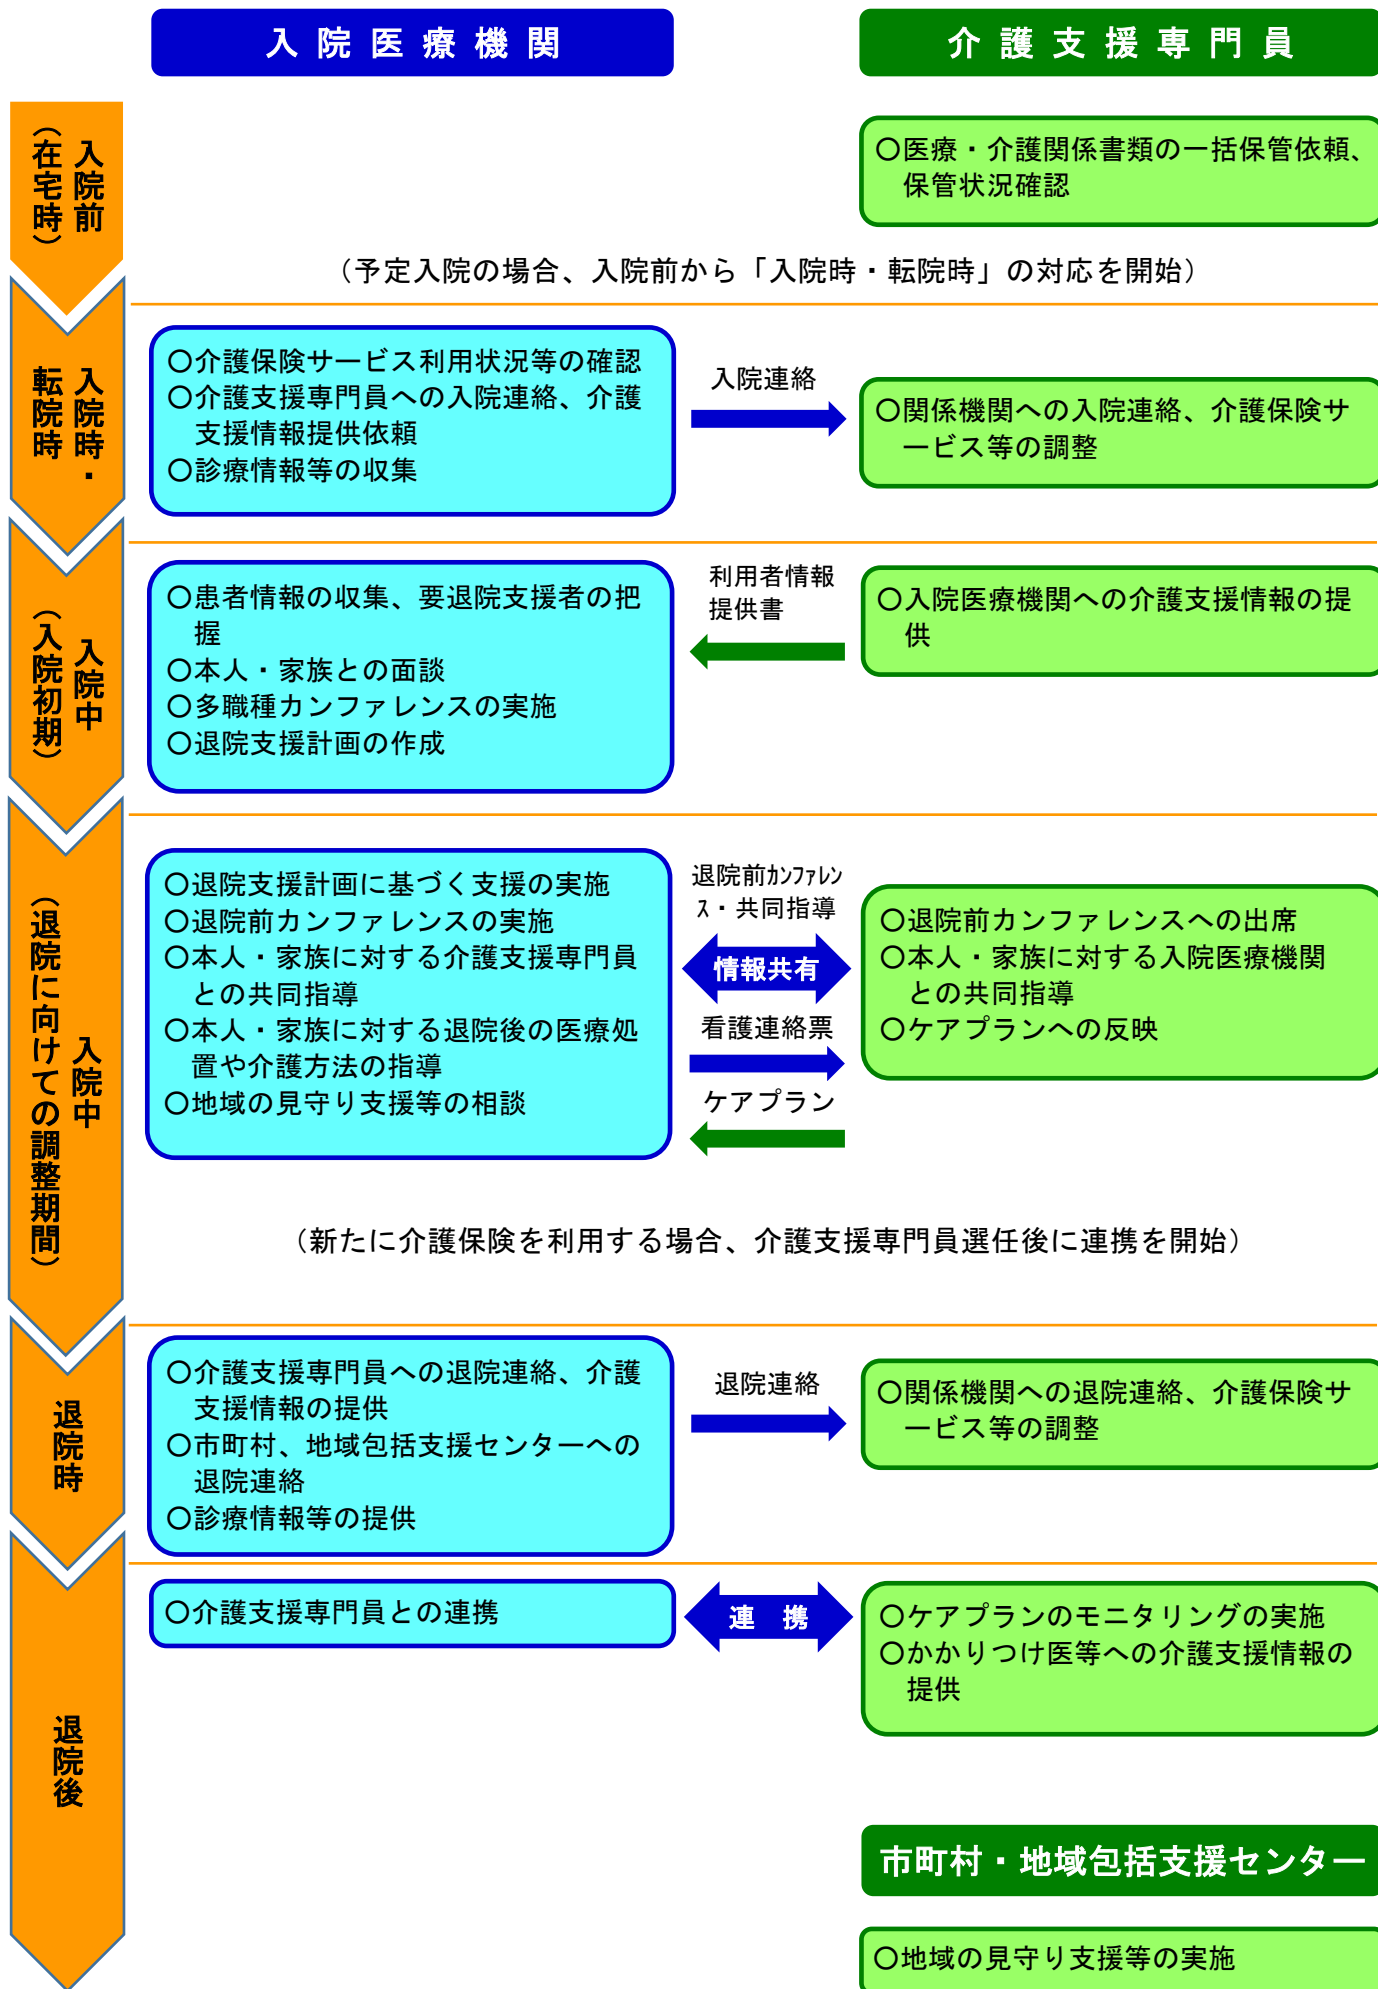 入院医療機関
介護支援専門員
入院前
（在宅時）
〇医療・介護関係書類の一括保管依頼、
保管状況確認
（予定入院の場合、入院前から「入院時・転院時」の対応を開始）
入院時・
転院時
〇介護保険サービス利用状況等の確認
〇介護支援専門員への入院連絡、介護
支援情報提供依頼
〇診療情報等の収集
入院連絡
〇関係機関への入院連絡、介護保険サ
ービス等の調整
入院中
（入院初期）
〇患者情報の収集、要退院支援者の把
握
〇本人・家族との面談
〇多職種カンファレンスの実施
〇退院支援計画の作成
利用者情報
提供書
〇入院医療機関への介護支援情報の提
供
入院中
（退院に向けての調整期間）
〇退院支援計画に基づく支援の実施
〇退院前カンファレンスの実施
〇本人・家族に対する介護支援専門員
との共同指導
〇本人・家族に対する退院後の医療処
置や介護方法の指導
〇地域の見守り支援等の相談
退院前ｶﾝﾌｧﾚﾝ
ｽ・共同指導
情報共有
看護連絡票
ケアプラン
〇退院前カンファレンスへの出席
〇本人・家族に対する入院医療機関
との共同指導
〇ケアプランへの反映
（新たに介護保険を利用する場合、介護支援専門員選任後に連携を開始）
退院時
〇介護支援専門員への退院連絡、介護
支援情報の提供
〇市町村、地域包括支援センターへの
退院連絡
〇診療情報等の提供
退院連絡
〇関係機関への退院連絡、介護保険サ
ービス等の調整
退院後
〇介護支援専門員との連携
連　携
〇ケアプランのモニタリングの実施
〇かかりつけ医等への介護支援情報の
提供
市町村・地域包括支援センター
〇地域の見守り支援等の実施